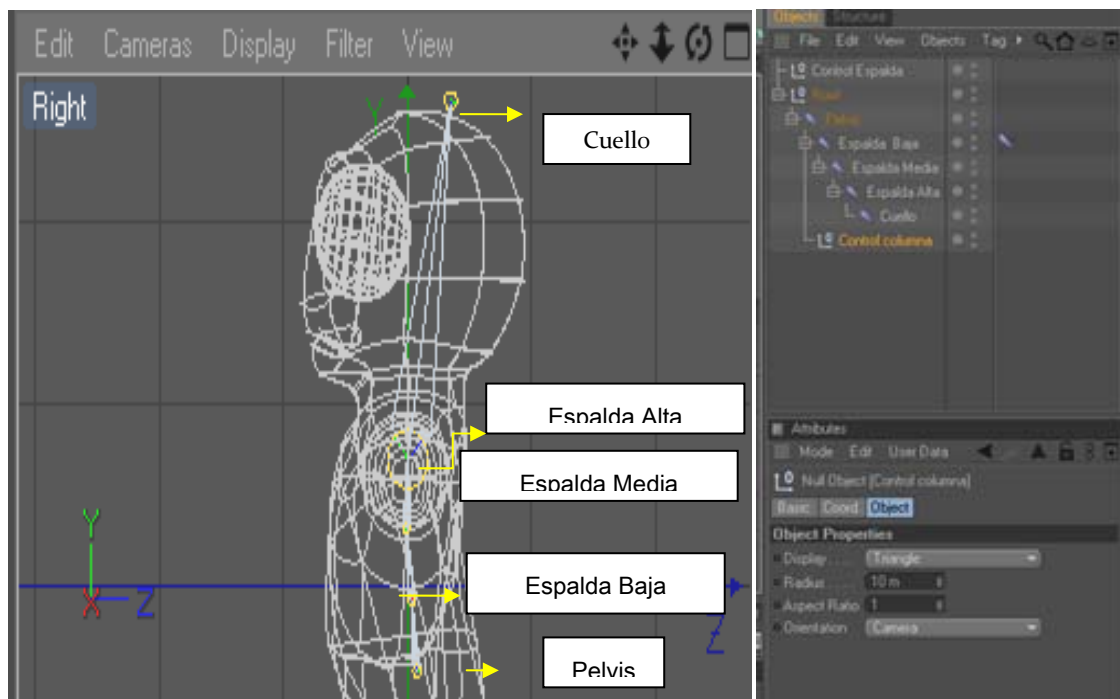 Edit Cameras Display Filter View
Right
Y
Cuello
Espalda Alta
Espalda Media
Espalda Baja
Pelvis
Y
X Z
Z
Objects Structure
File Edit View Objects Tag
Control Espalda
Root
Pelvis
Espalda Baja
Espalda Media
Espalda Alta
Cuello
Control columna
Attributes
Mode Edit User Data
Null Object [Control columna]
Basic Coord Object
Object Properties
Display . . . . Triangle
Radius . . . . 10 m
Aspect Ratio 1
Orientation Camera